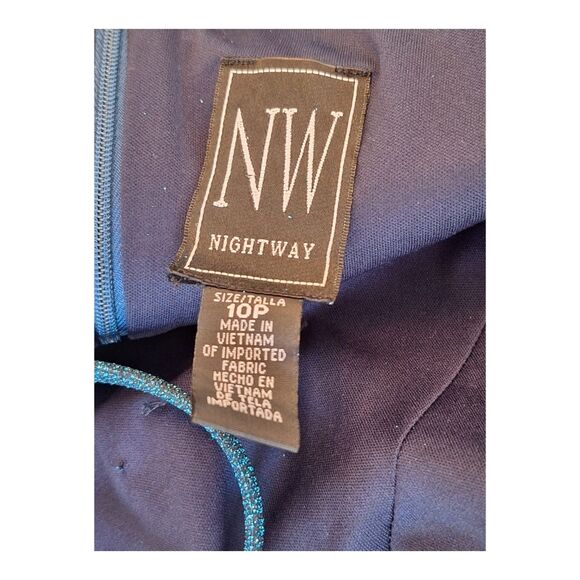 NW
NIGHTWAY
SIZE/TALLA
10P
MADE IN
VIETNAM
OF IMPORTED
FABRIC
HECHO EN
VIETNAM
DE TELA
IMPORTADA